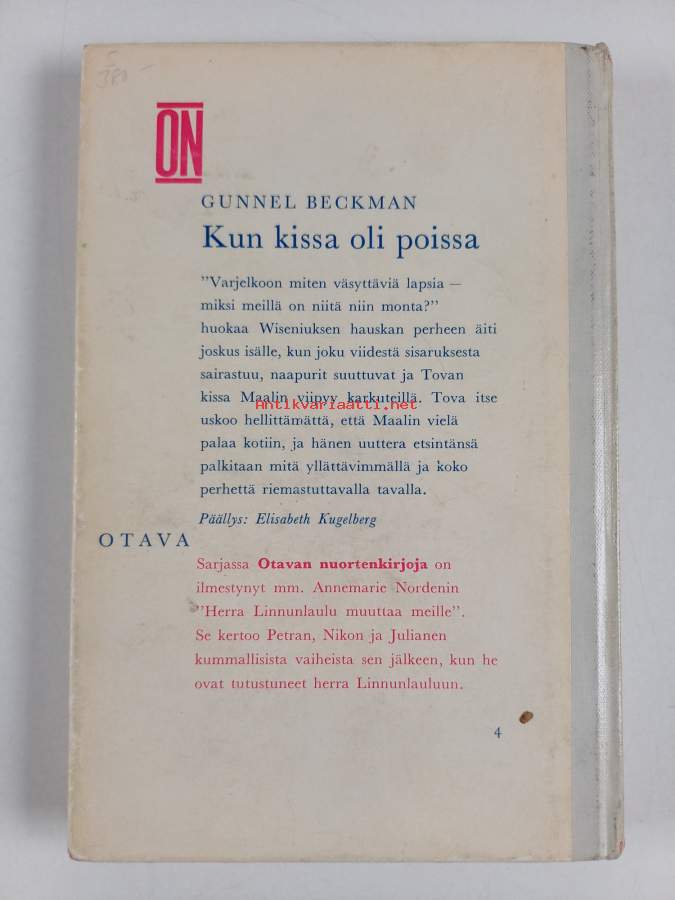 ON
GUNNEL BECKMAN
Kun kissa oli poissa
”Varjelkoon miten väsyttäviä lapsia —
miksi meillä on niitä niin monta?”
huokaa Wiseniuksen hauskan perheen äiti
joskus isälle, kun joku viidestä sisaruksesta
sairastuu, naapurit suuttuvat ja Tovan
kissa Maalin viipyy karkuteillä. Tova itse
Antikvariaatti.net
uskoo hellittämättä, että Maalin vielä
palaa kotiin, ja hänen uuttera etsintänsä
palkitaan mitä yllättävimmällä ja koko
perhettä riemastuttavalla tavalla.
Päällys: Elisabeth Kugelberg
OTAVA
Sarjassa Otavan nuortenkirjoja on
ilmestynyt mm. Annemarie Nordenin
”Herra Linnunlaulu muuttaa meille”.
Se kertoo Petran, Nikon ja Julianen
kummallisista vaiheista sen jälkeen, kun he
ovat tutustuneet herra Linnunlauluun.
4